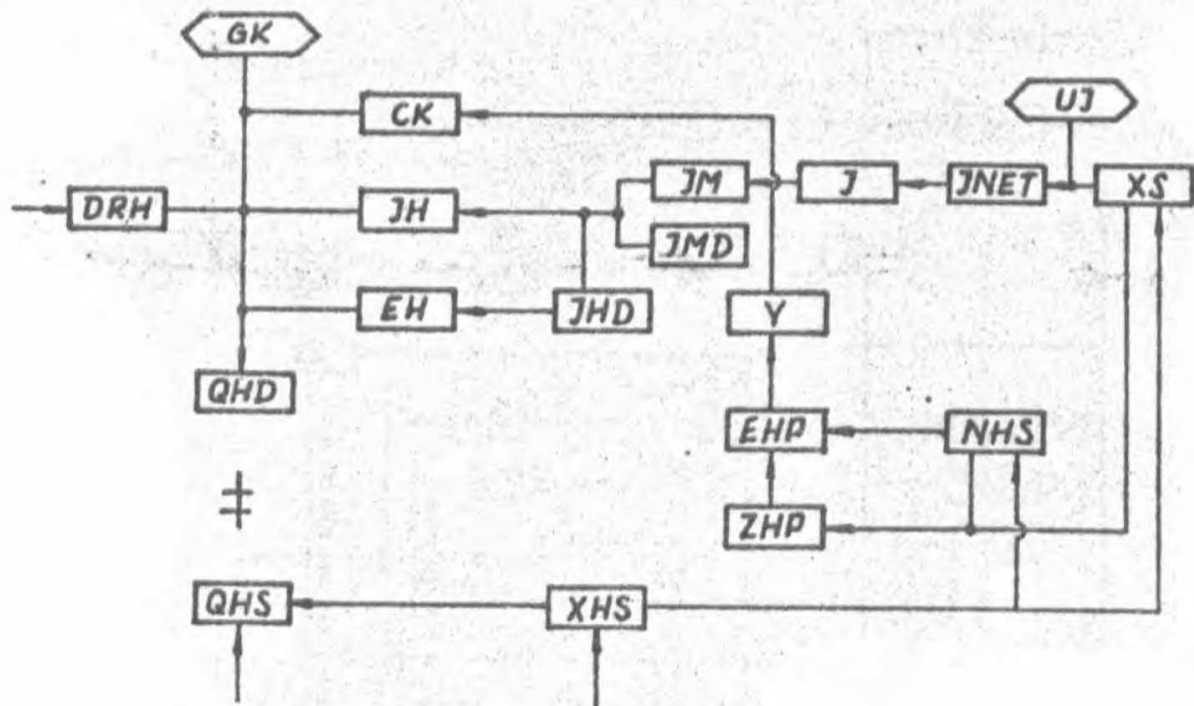 GK
UJ
CK
JM
J
JNET
XS
DRH
JH
JMD
EH
JHD
V
QHD
EHP
NHS
ZHP
QHS
XHS